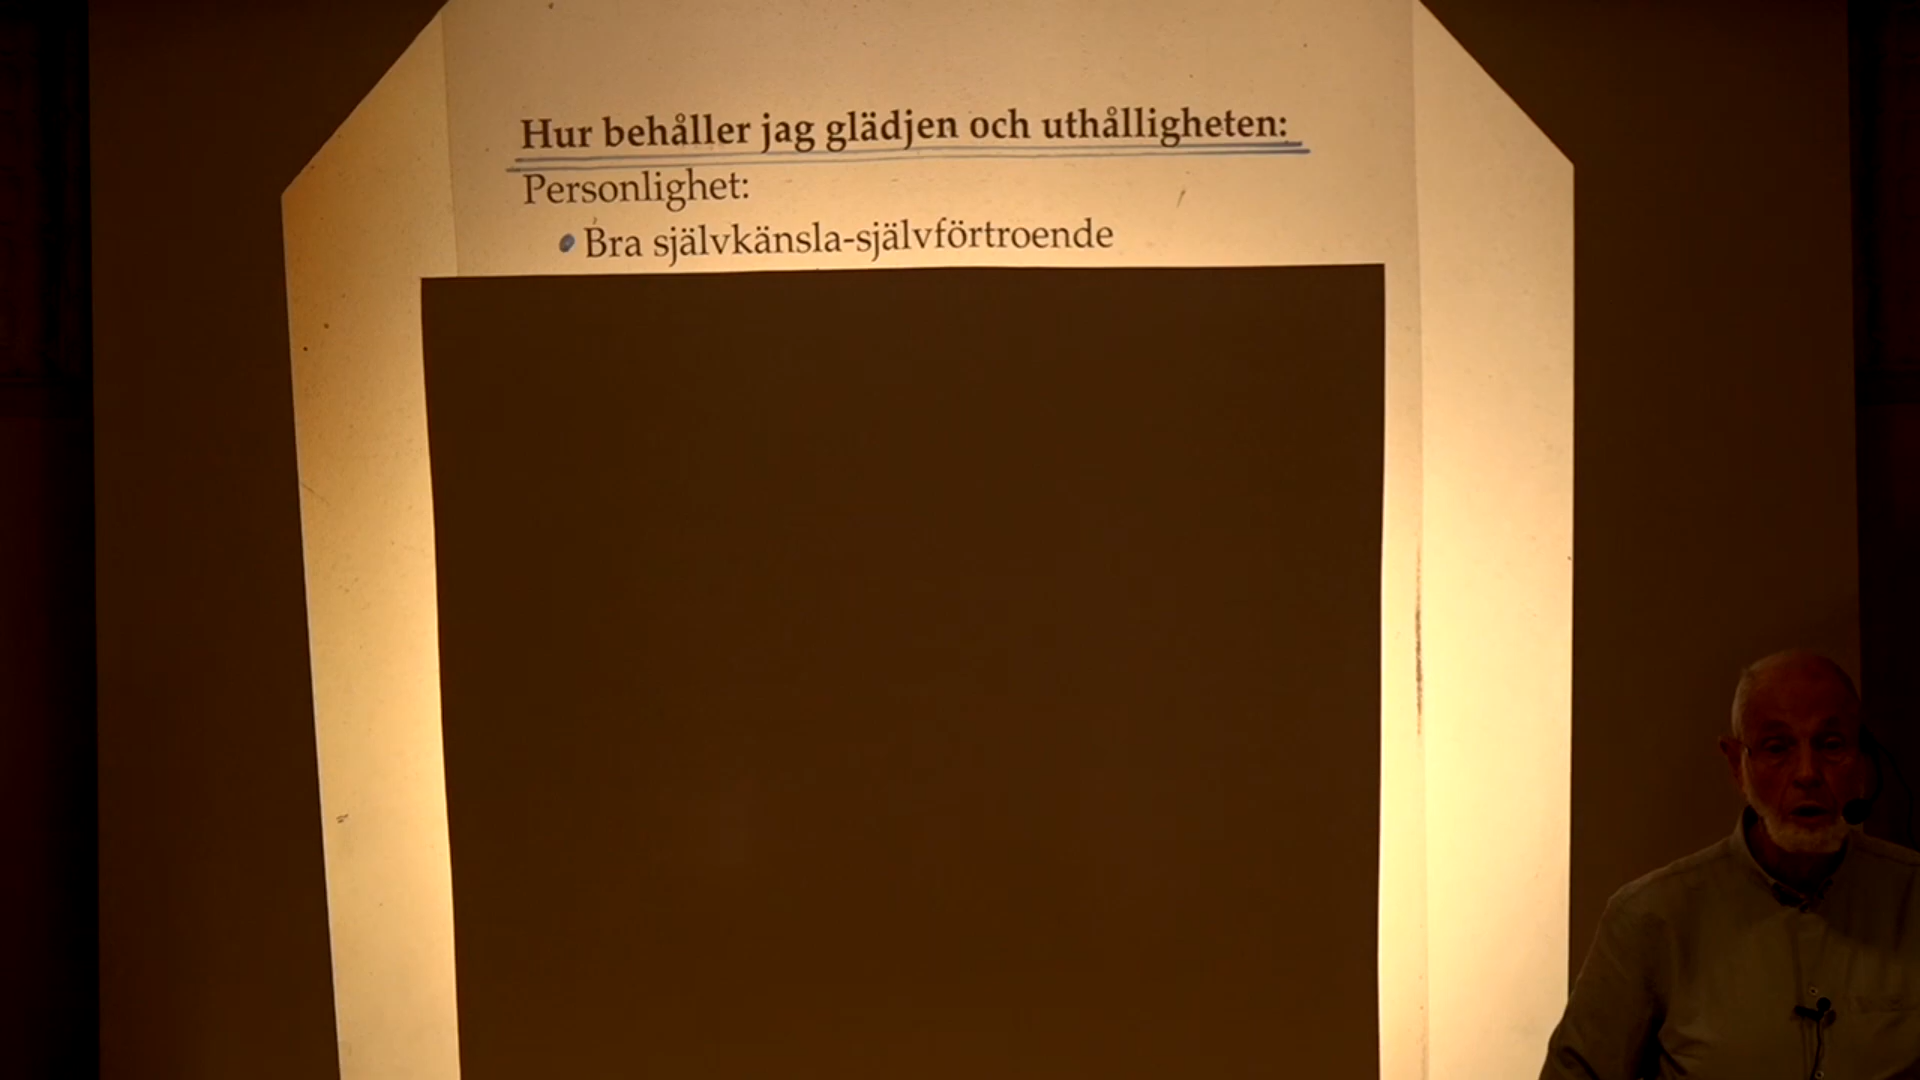 Hur behåller jag glädjen och uthålligheten:
Personlighet:
• Bra självkänsla-självförtroende